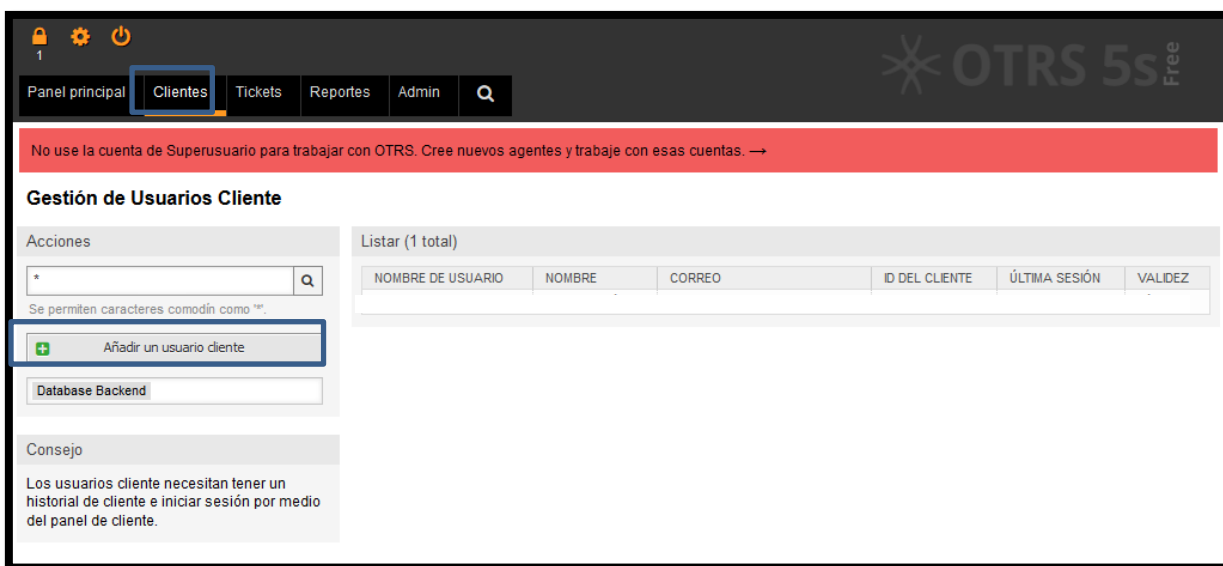 1
OTRS 5s Free
Panel principal Clientes Tickets Reportes Admin
No use la cuenta de Superusuario para trabajar con OTRS. Cree nuevos agentes y trabaje con esas cuentas. →
Gestión de Usuarios Cliente
Acciones
*
Se permiten caracteres comodín como '*'.
Añadir un usuario cliente
Database Backend
Consejo
Los usuarios cliente necesitan tener un
historial de cliente e iniciar sesión por medio
del panel de cliente.
Listar (1 total)
NOMBRE DE USUARIO NOMBRE CORREO ID DEL CLIENTE ÚLTIMA SESIÓN VALIDEZ